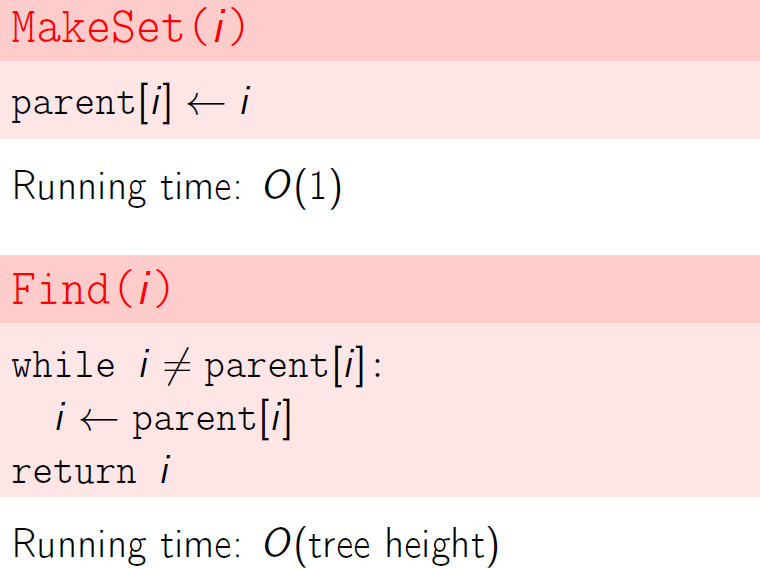 MakeSet(i)
parent[i] ← i
Running time: O(1)
Find(i)
while i ≠ parent[i]:
i ← parent[i]
return i
Running time: O(tree height)